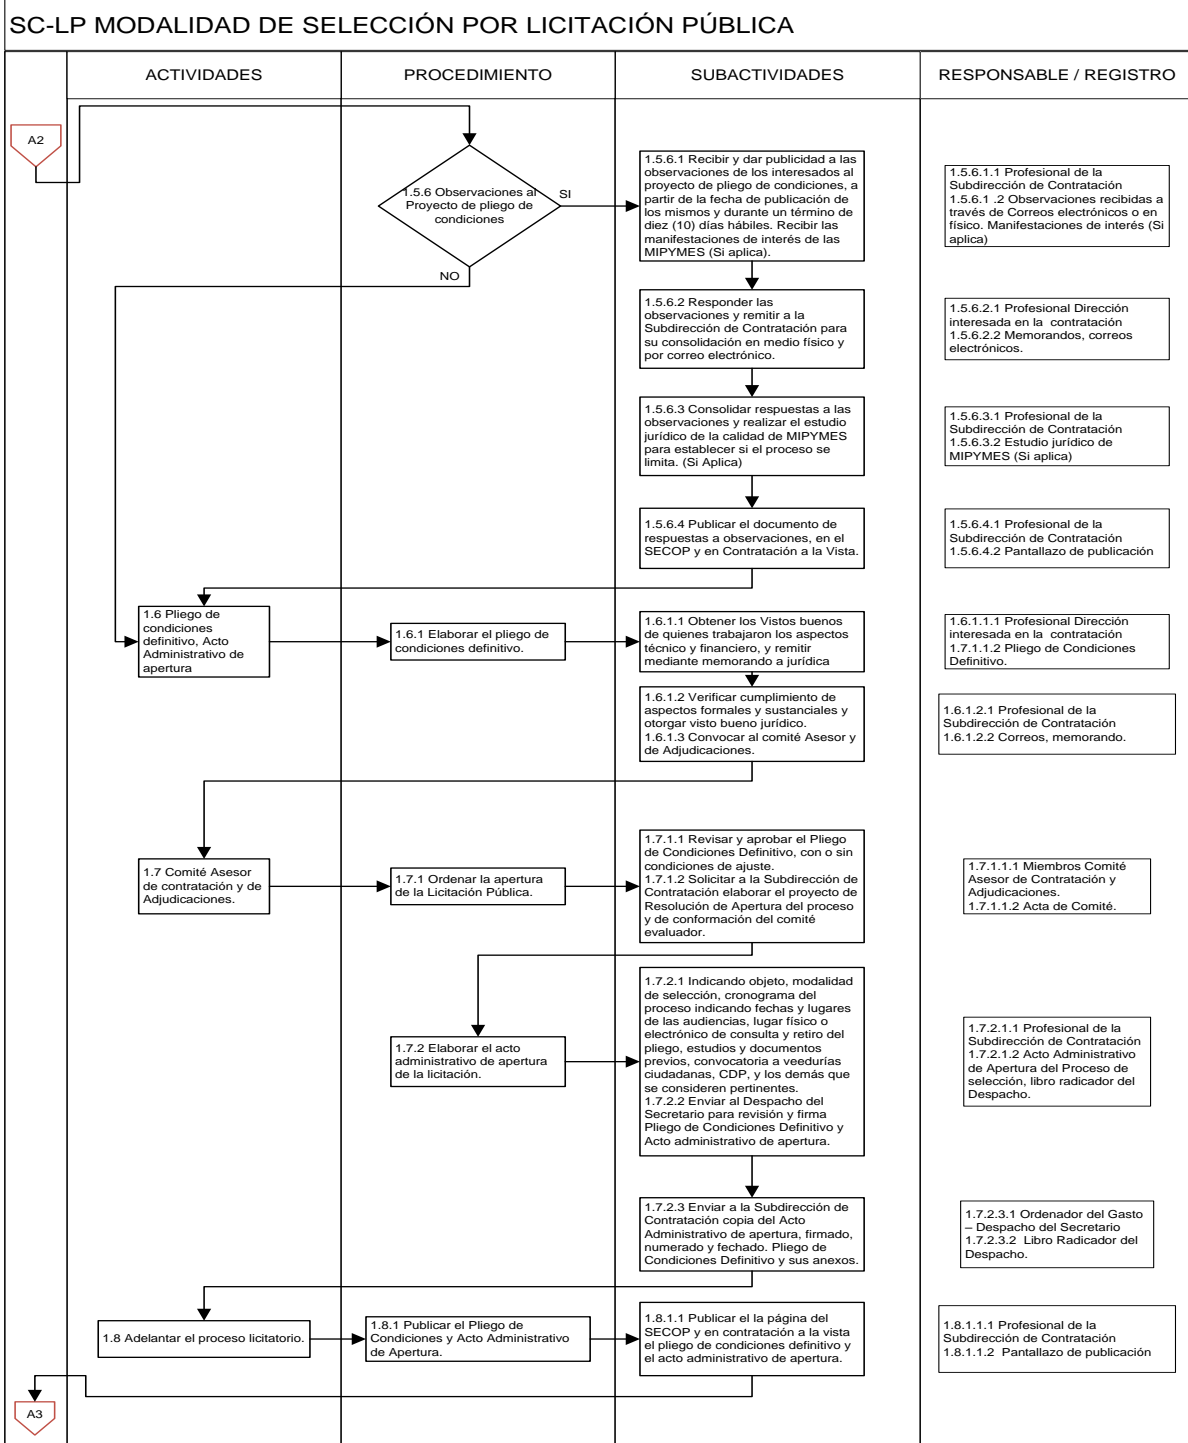 SC-LP MODALIDAD DE SELECCIÓN POR LICITACIÓN PÚBLICA
ACTIVIDADES
PROCEDIMIENTO
SUBACTIVIDADES
RESPONSABLE / REGISTRO
A2
1.5.6 Observaciones al
Proyecto de pliego de
condiciones
SI
NO
1.5.6.1 Recibir y dar publicidad a las
observaciones de los interesados al
proyecto de pliego de condiciones, a
partir de la fecha de publicación de
los mismos y durante un término de
diez (10) días hábiles. Recibir las
manifestaciones de interés de las
MIPYMES (Si aplica).
1.5.6.1.1 Profesional de la
Subdirección de Contratación
1.5.6.1 .2 Observaciones recibidas a
través de Correos electrónicos o en
físico. Manifestaciones de interés (Si
aplica)
1.5.6.2 Responder las
observaciones y remitir a la
Subdirección de Contratación para
su consolidación en medio físico y
por correo electrónico.
1.5.6.2.1 Profesional Dirección
interesada en la  contratación
1.5.6.2.2 Memorandos, correos
electrónicos.
1.5.6.3 Consolidar respuestas a las
observaciones y realizar el estudio
jurídico de la calidad de MIPYMES
para establecer si el proceso se
limita. (Si Aplica)
1.5.6.3.1 Profesional de la
Subdirección de Contratación
1.5.6.3.2 Estudio jurídico de
MIPYMES (Si aplica)
1.5.6.4 Publicar el documento de
respuestas a observaciones, en el
SECOP y en Contratación a la Vista.
1.5.6.4.1 Profesional de la
Subdirección de Contratación
1.5.6.4.2 Pantallazo de publicación
1.6 Pliego de
condiciones
definitivo, Acto
Administrativo de
apertura
1.6.1 Elaborar el pliego de
condiciones definitivo.
1.6.1.1 Obtener los Vistos buenos
de quienes trabajaron los aspectos
técnico y financiero, y remitir
mediante memorando a jurídica
1.6.1.1.1 Profesional Dirección
interesada en la  contratación
1.7.1.1.2 Pliego de Condiciones
Definitivo.
1.6.1.2 Verificar cumplimiento de
aspectos formales y sustanciales y
otorgar visto bueno jurídico.
1.6.1.3 Convocar al comité Asesor y
de Adjudicaciones.
1.6.1.2.1 Profesional de la
Subdirección de Contratación
1.6.1.2.2 Correos, memorando.
1.7 Comité Asesor
de contratación y de
Adjudicaciones.
1.7.1 Ordenar la apertura
de la Licitación Pública.
1.7.1.1 Revisar y aprobar el Pliego
de Condiciones Definitivo, con o sin
condiciones de ajuste.
1.7.1.2 Solicitar a la Subdirección de
Contratación elaborar el proyecto de
Resolución de Apertura del proceso
y de conformación del comité
evaluador.
1.7.1.1.1 Miembros Comité
Asesor de Contratación y
Adjudicaciones.
1.7.1.1.2 Acta de Comité.
1.7.2 Elaborar el acto
administrativo de apertura
de la licitación.
1.7.2.1 Indicando objeto, modalidad
de selección, cronograma del
proceso indicando fechas y lugares
de las audiencias, lugar físico o
electrónico de consulta y retiro del
pliego, estudios y documentos
previos, convocatoria a veedurías
ciudadanas, CDP, y los demás que
se consideren pertinentes.
1.7.2.2 Enviar al Despacho del
Secretario para revisión y firma
Pliego de Condiciones Definitivo y
Acto administrativo de apertura.
1.7.2.1.1 Profesional de la
Subdirección de Contratación
1.7.2.1.2 Acto Administrativo
de Apertura del Proceso de
selección, libro radicador del
Despacho.
1.7.2.3 Enviar a la Subdirección de
Contratación copia del Acto
Administrativo de apertura, firmado,
numerado y fechado. Pliego de
Condiciones Definitivo y sus anexos.
1.7.2.3.1 Ordenador del Gasto
– Despacho del Secretario
1.7.2.3.2  Libro Radicador del
Despacho.
1.8 Adelantar el proceso licitatorio.
1.8.1 Publicar el Pliego de
Condiciones y Acto Administrativo
de Apertura.
1.8.1.1 Publicar el la página del
SECOP y en contratación a la vista
el pliego de condiciones definitivo y
el acto administrativo de apertura.
1.8.1.1.1 Profesional de la
Subdirección de Contratación
1.8.1.1.2  Pantallazo de publicación
A3